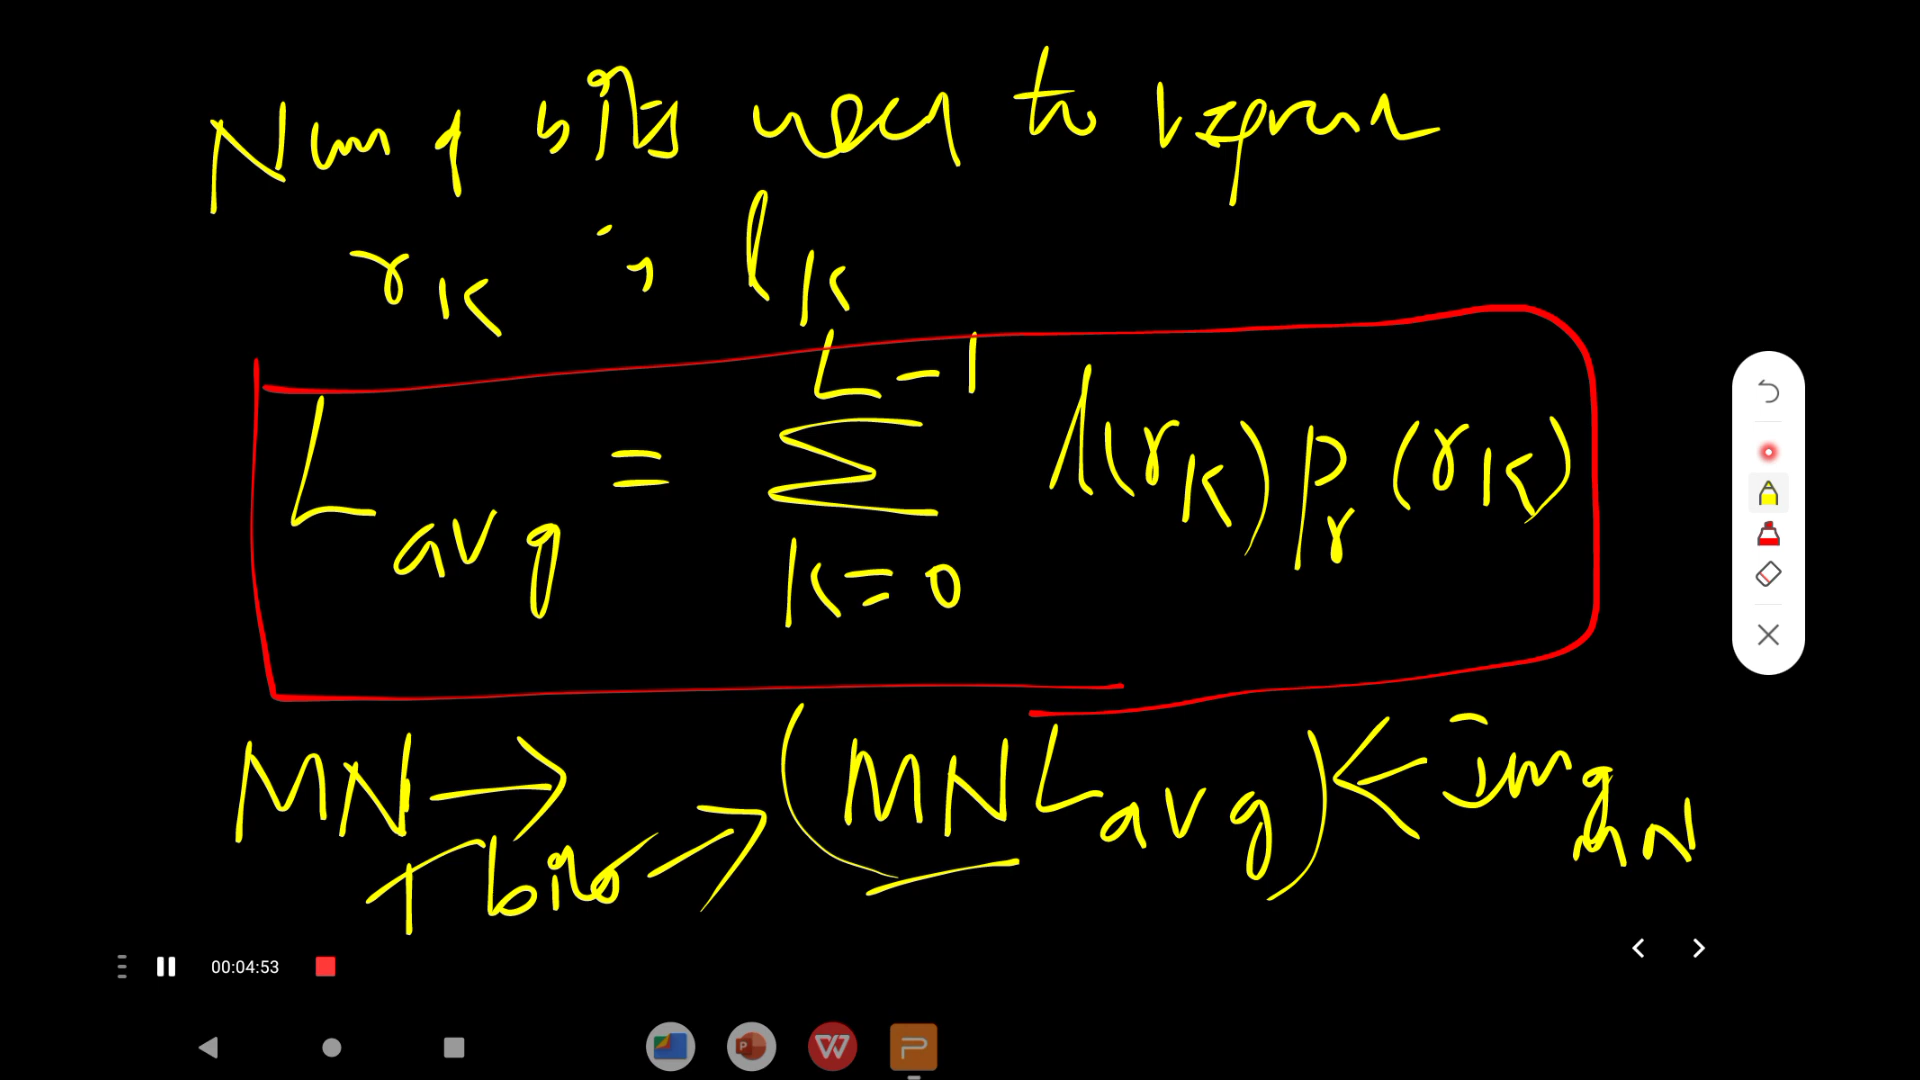 Num of bits used to represent
r_K is l_K
L_avg = Σ_{K=0}^{L-1} l(r_K) p_r(r_K)
MN → (MN L_avg) ← Img MN
T bits →
00:04:53